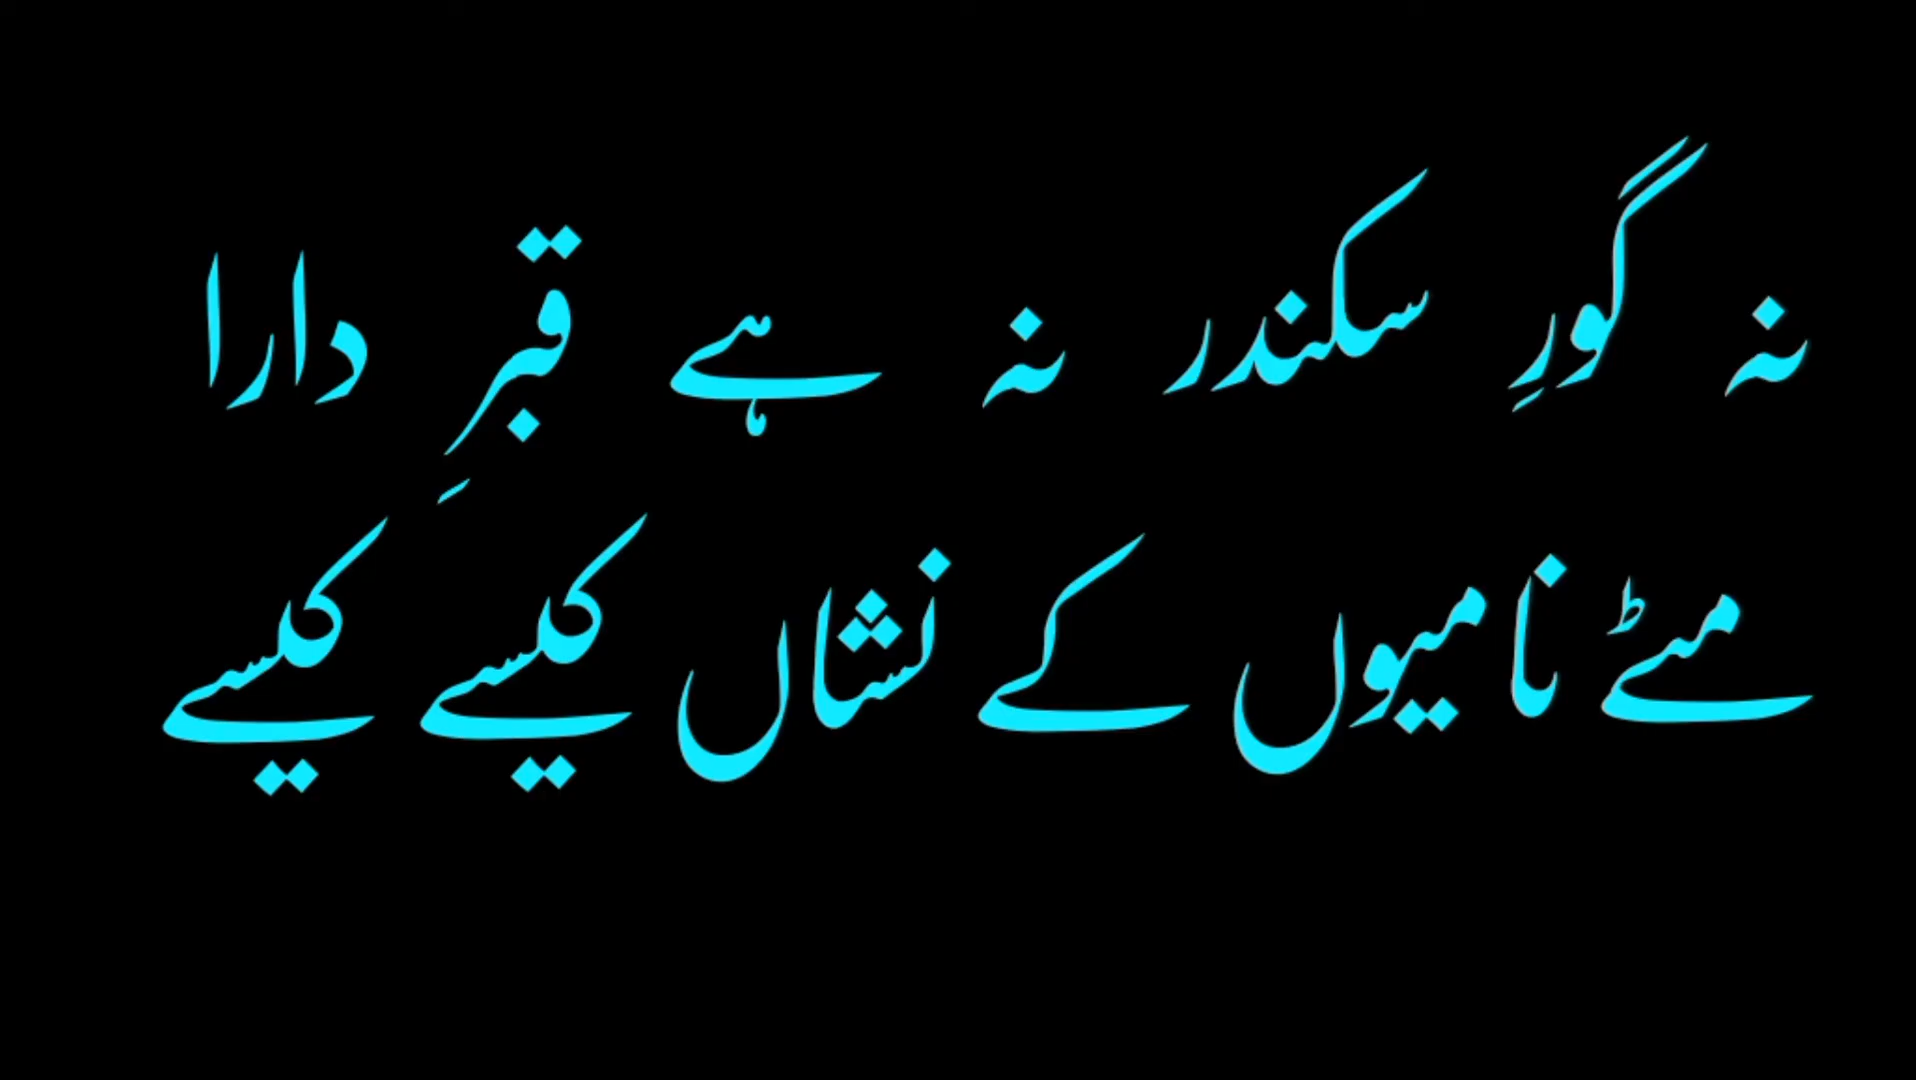 نہ گورِ سکندر نہ ہے قبرِ دارا
مٹے نامیوں کے نشاں کیسے کیسے